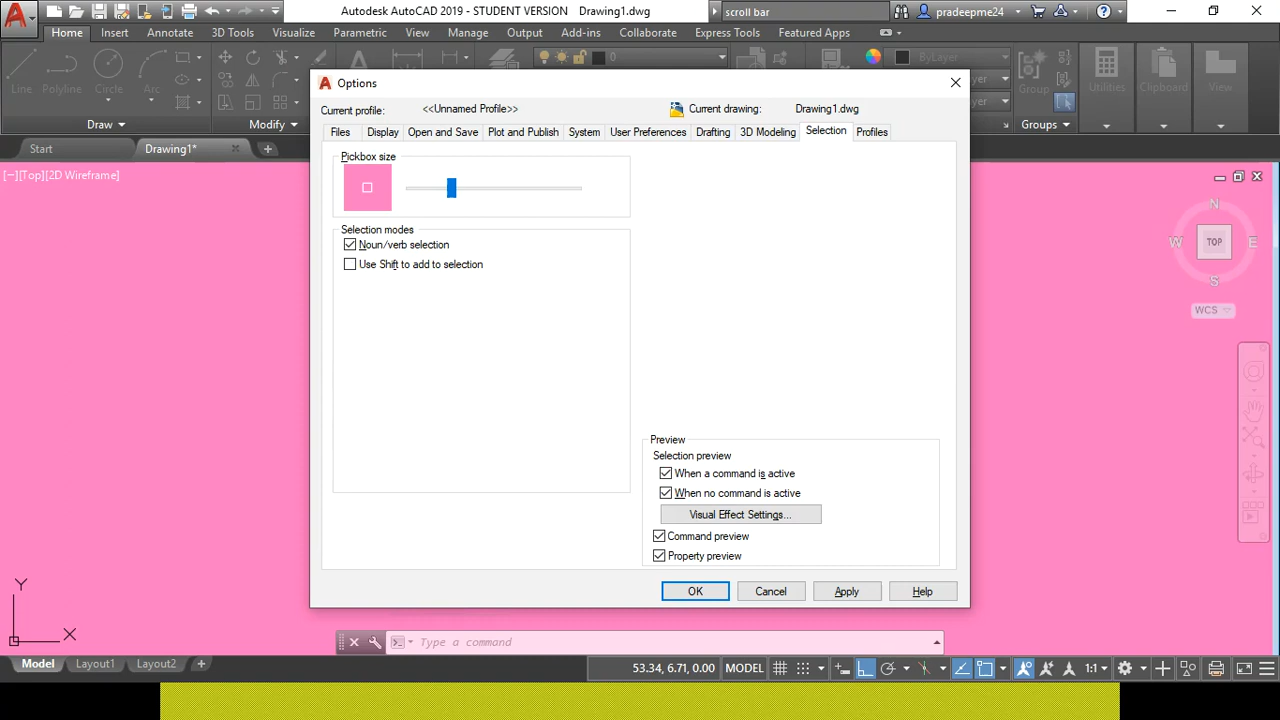 Autodesk AutoCAD 2019 - STUDENT VERSION Drawing1.dwg
scroll bar
pradeepme24
Home Insert Annotate 3D Tools Visualize Parametric View Manage Output Add-ins Collaborate Express Tools Featured Apps
0
ByLayer
Line Polyline Circle Arc
Group Utilities Clipboard View
Draw Modify Groups
Start Drawing1*
[−][Top][2D Wireframe]
Options
Current profile: <<Unnamed Profile>> Current drawing: Drawing1.dwg
Files Display Open and Save Plot and Publish System User Preferences Drafting 3D Modeling Selection Profiles
Pickbox size
Selection modes
Noun/verb selection
Use Shift to add to selection
Preview
Selection preview
When a command is active
When no command is active
Visual Effect Settings...
Command preview
Property preview
OK Cancel Apply Help
N
W TOP E
S
WCS
Y
X
Type a command
Model Layout1 Layout2
53.34, 6.71, 0.00 MODEL 1:1